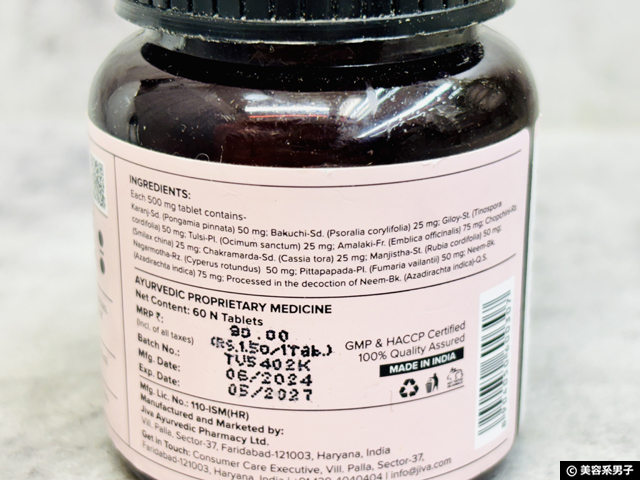 INGREDIENTS:
Each 500 mg tablet contains-
Karanj-Sd. (Pongamia pinnata) 50 mg; Bakuchi-Sd. (Psoralia corylifolia) 25 mg; Giloy-St. (Tinospora
cordifolia) 50 mg; Tulsi-Pl. (Ocimum sanctum) 25 mg; Amalaki-Fr. (Emblica officinalis) 75 mg; Chopchini-Rt.
(Smilax china) 25 mg; Chakramarda-Sd. (Cassia tora) 25 mg; Manjistha-St. (Rubia cordifolia) 50 mg;
Nagarmotha-Rz. (Cyperus rotundus) 50 mg; Pittapapada-Pl. (Fumaria vailantii) 50 mg; Neem-Bk.
(Azadirachta indica) 75 mg; Processed in the decoction of Neem-Bk. (Azadirachta indica)-Q.S.
AYURVEDIC PROPRIETARY MEDICINE
Net Content: 60 N Tablets
MRP ₹: 90.00
(Incl. of all taxes) (RS.1.50/1Tab.)
Batch No.: TU5402K
Mfg. Date: 06/2024
Exp. Date: 05/2027
GMP & HACCP Certified
100% Quality Assured
MADE IN INDIA
Mfg. Lic. No.: 110-ISM(HR)
Manufactured and Marketed by:
Jiva Ayurvedic Pharmacy Ltd.
Vill. Palla, Sector-37, Faridabad-121003, Haryana, India
Get in Touch: Consumer Care Executive, Vill. Palla, Sector-37,
Faridabad-121003, Haryana, India | info@jiva.com
© 美容系男子